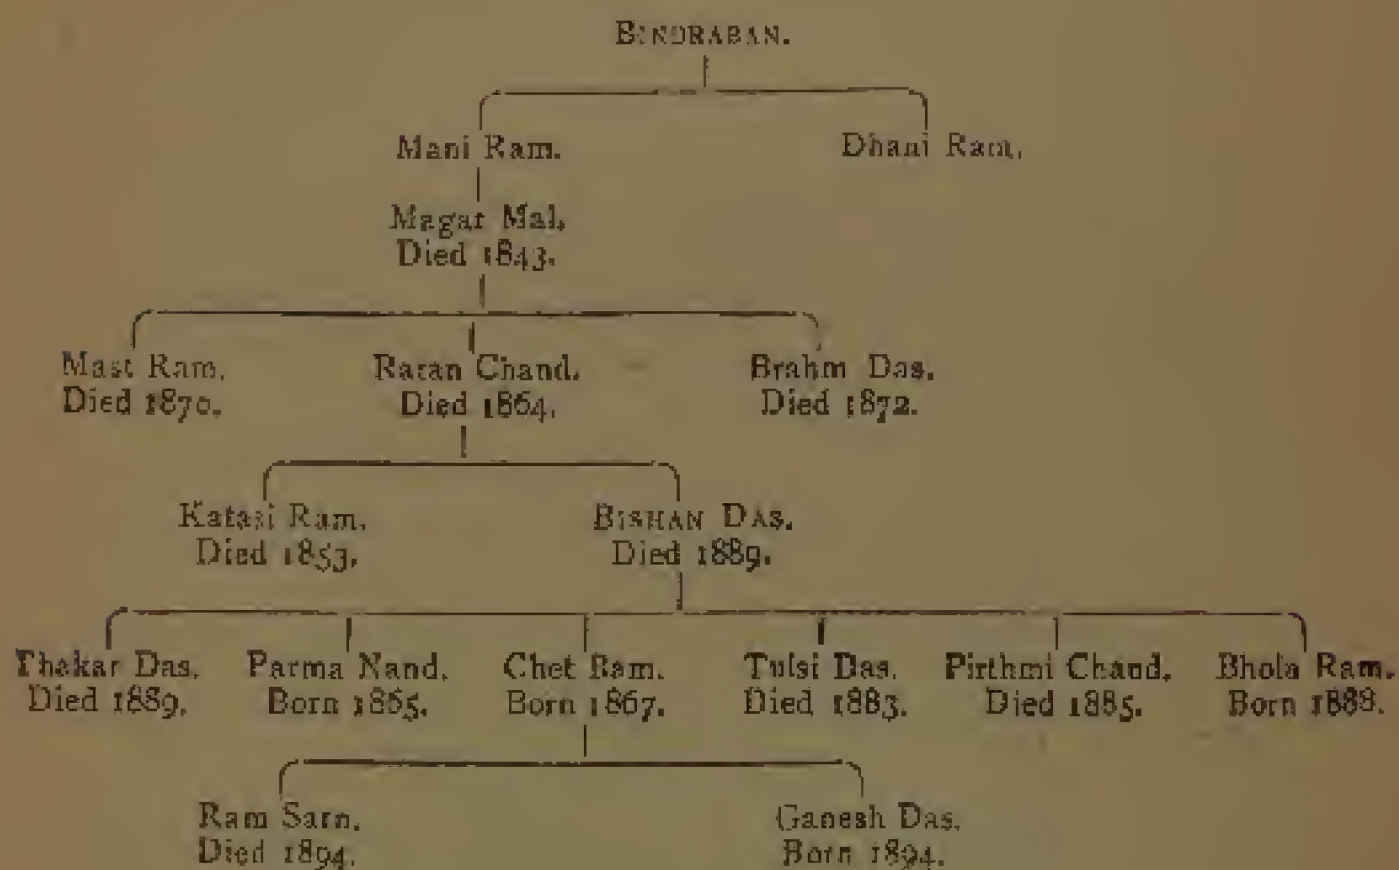 BINDRABAN.
Mani Ram. Dhani Ram.
Magar Mal.
Died 1843.
Mast Ram. Ratan Chand. Brahm Das.
Died 1870. Died 1864. Died 1872.
Katasi Ram. BISHAN DAS.
Died 1853. Died 1889.
Thakar Das. Parma Nand. Chet Ram. Tulsi Das. Pirthmi Chand. Bhola Ram.
Died 1889. Born 1865. Born 1867. Died 1883. Died 1885. Born 1888.
Ram Sarn. Ganesh Das.
Died 1894. Born 1894.